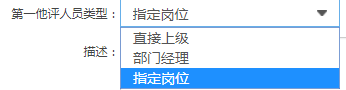 第一他评人员类型： 指定岗位
直接上级
描述： 部门经理
指定岗位